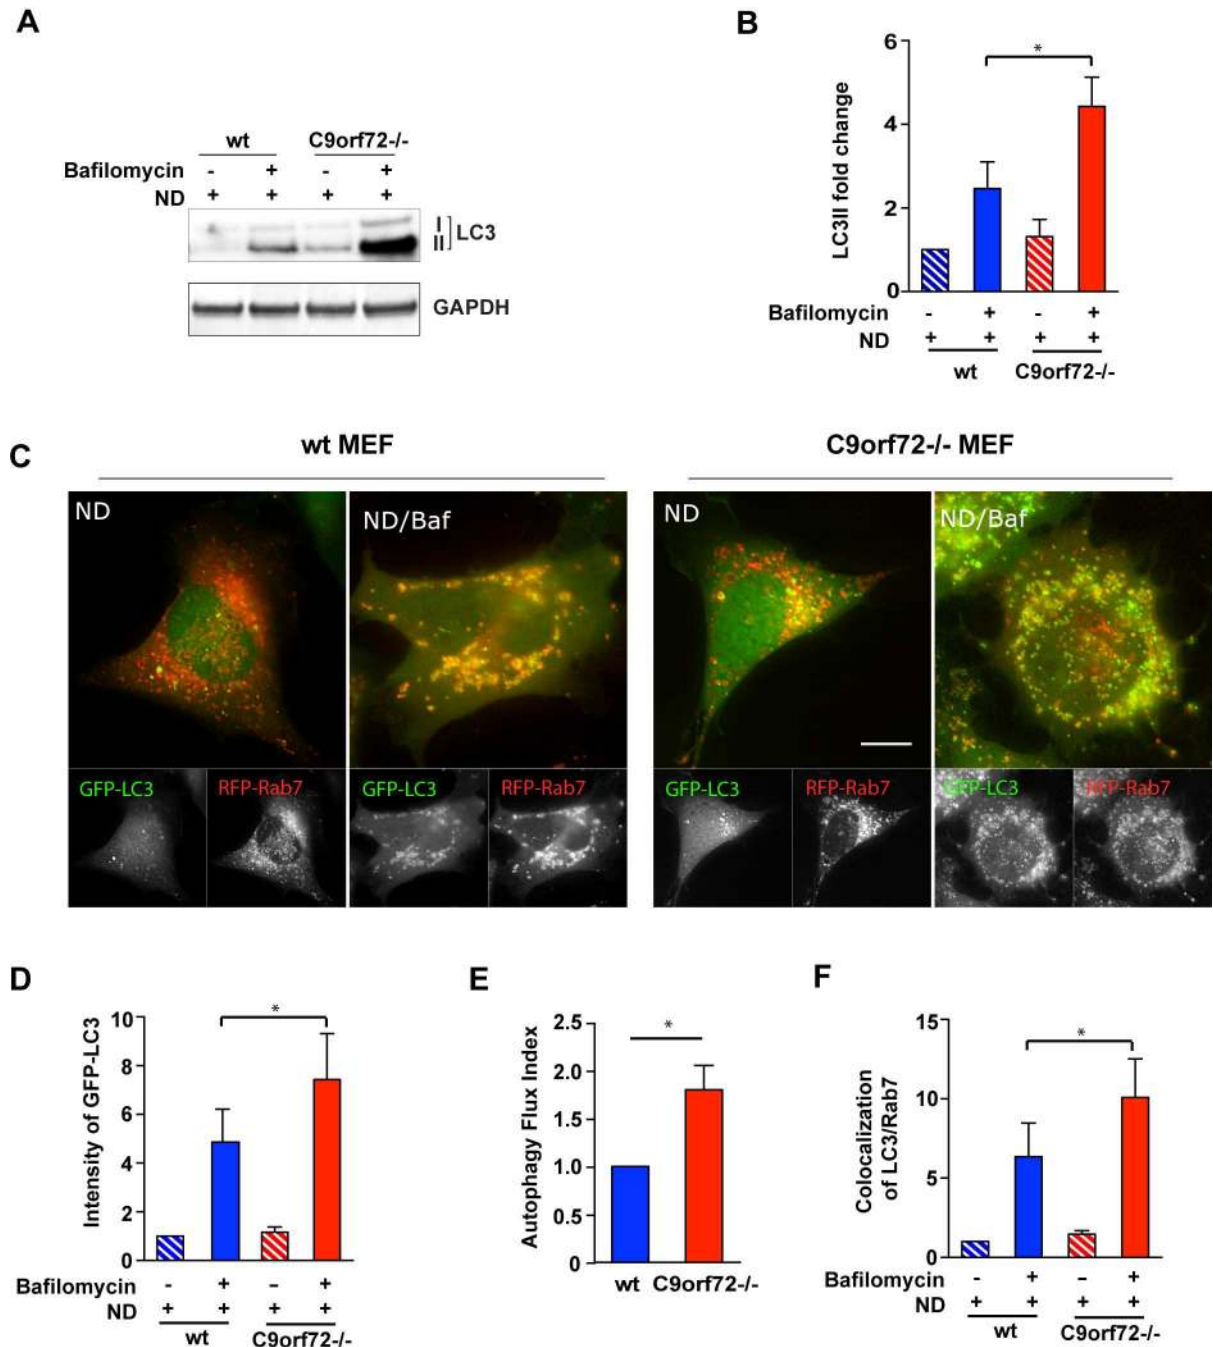 A
wt C9orf72-/-
Bafilomycin - + - +
ND + + + +
I
II
LC3
GAPDH
B
LC3II fold change
6
4
2
0
*
Bafilomycin - + - +
ND + + + +
wt C9orf72-/-
C
wt MEF C9orf72-/- MEF
ND ND/Baf ND ND/Baf
GFP-LC3 RFP-Rab7 GFP-LC3 RFP-Rab7 GFP-LC3 RFP-Rab7 GFP-LC3 RFP-Rab7
D
Intensity of GFP-LC3
10
8
6
4
2
0
*
Bafilomycin - + - +
ND + + + +
wt C9orf72-/-
E
Autophagy Flux Index
2.5
2.0
1.5
1.0
0.5
0
*
wt C9orf72-/-
F
Colocalization
of LC3/Rab7
15
10
5
0
*
Bafilomycin - + - +
ND + + + +
wt C9orf72-/-